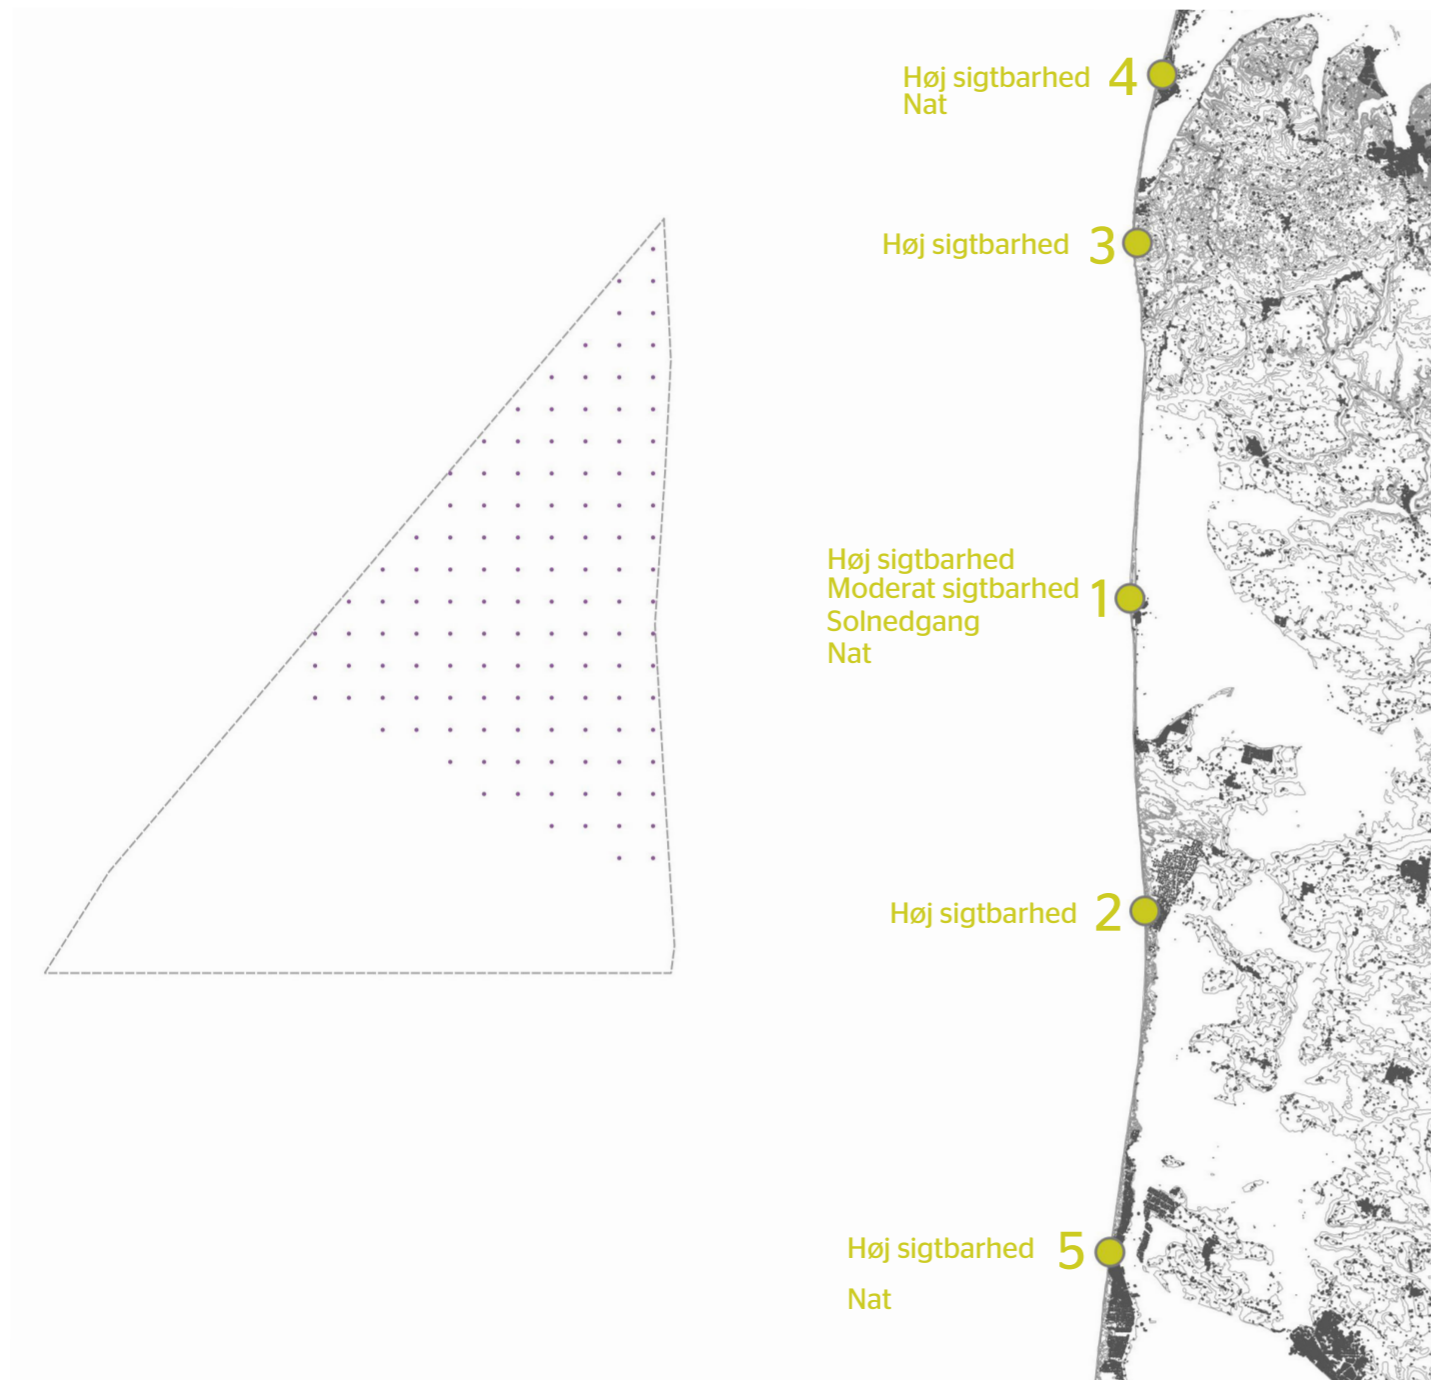 Høj sigtbarhed 4
Nat
Høj sigtbarhed 3
Høj sigtbarhed
Moderat sigtbarhed 1
Solnedgang
Nat
Høj sigtbarhed 2
Høj sigtbarhed 5
Nat